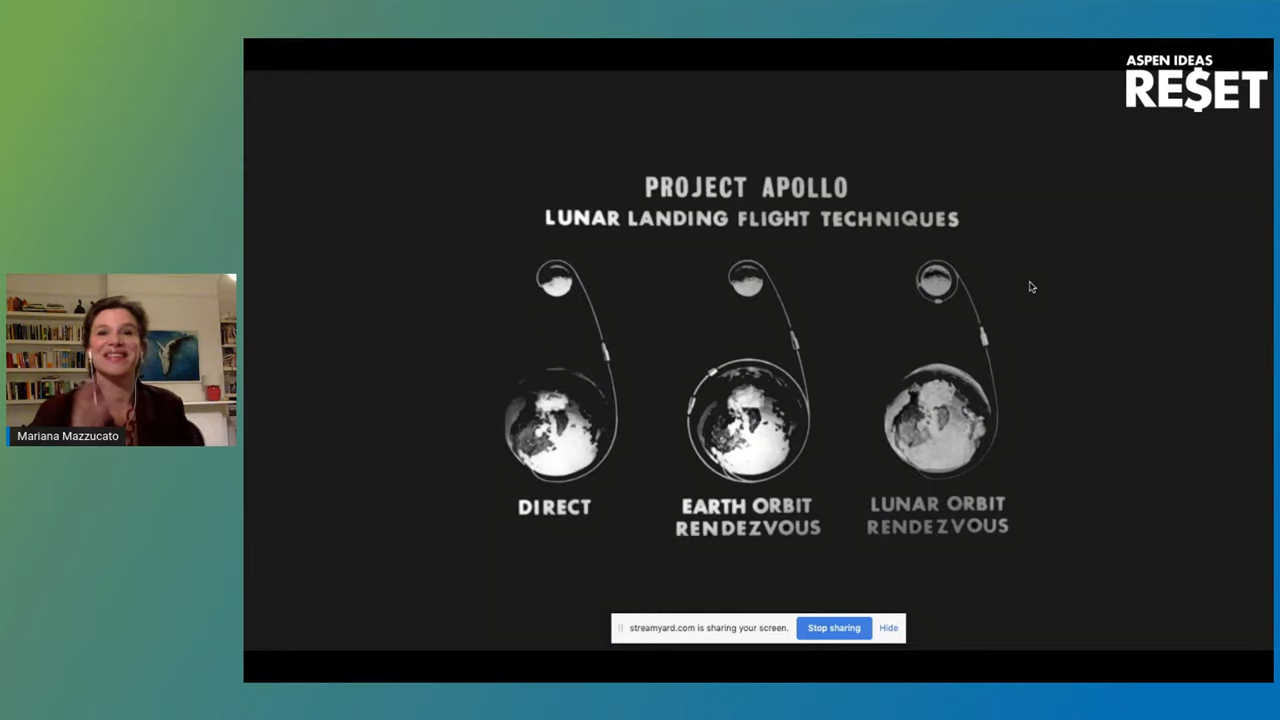 ASPEN IDEAS
RE$ET
PROJECT APOLLO
LUNAR LANDING FLIGHT TECHNIQUES
DIRECT
EARTH ORBIT
RENDEZVOUS
LUNAR ORBIT
RENDEZVOUS
Mariana Mazzucato
streamyard.com is sharing your screen.
Stop sharing
Hide